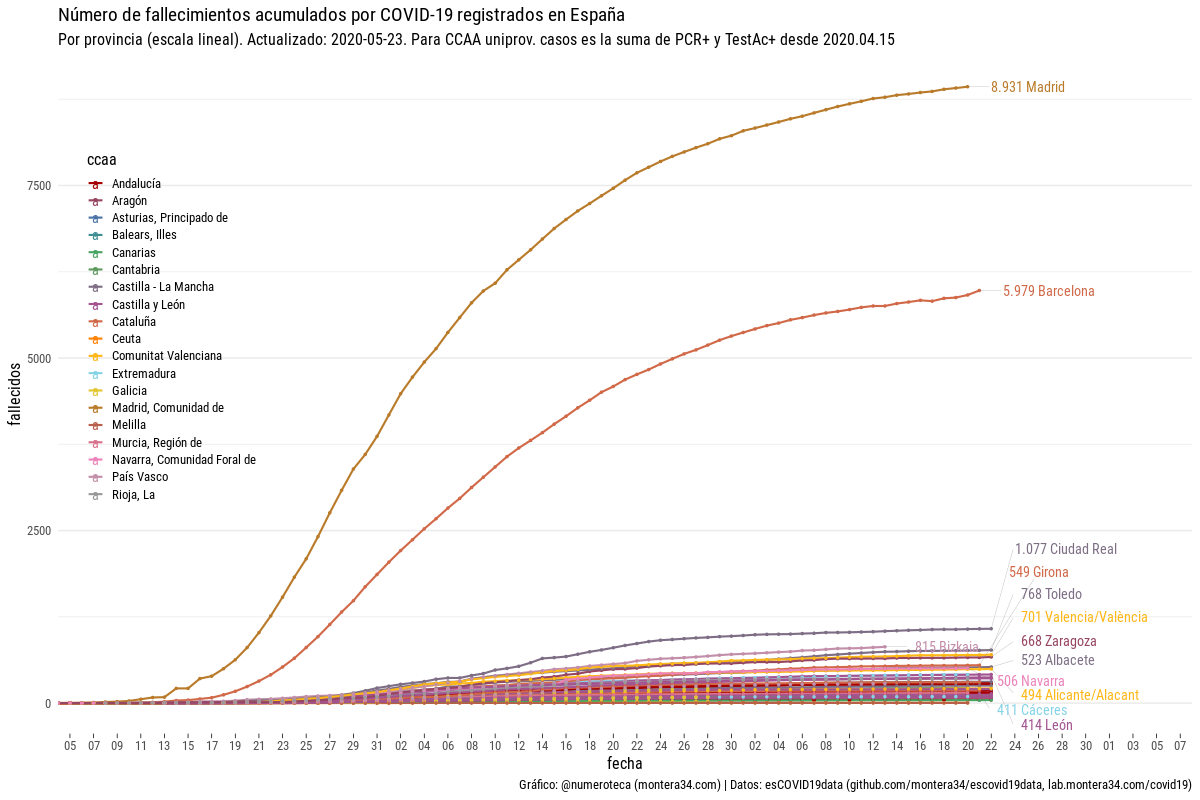 Número de fallecimientos acumulados por COVID-19 registrados en España
Por provincia (escala lineal). Actualizado: 2020-05-23. Para CCAA uniprov. casos es la suma de PCR+ y TestAc+ desde 2020.04.15
8.931 Madrid
ccaa
Andalucía
Aragón
Asturias, Principado de
Balears, Illes
Canarias
Cantabria
Castilla - La Mancha
Castilla y León
Cataluña
Ceuta
Comunitat Valenciana
Extremadura
Galicia
Madrid, Comunidad de
Melilla
Murcia, Región de
Navarra, Comunidad Foral de
País Vasco
Rioja, La
5.979 Barcelona
fallecidos
7500
5000
2500
0
1.077 Ciudad Real
549 Girona
768 Toledo
701 Valencia/València
668 Zaragoza
815 Bizkaia
523 Albacete
506 Navarra
494 Alicante/Alacant
411 Cáceres
414 León
05 07 09 11 13 15 17 19 21 23 25 27 29 31 02 04 06 08 10 12 14 16 18 20 22 24 26 28 30 02 04 06 08 10 12 14 16 18 20 22 24 26 28 30 01 03 05 07
fecha
Gráfico: @numeroteca (montera34.com) | Datos: esCOVID19data (github.com/montera34/escovid19data, lab.montera34.com/covid19)